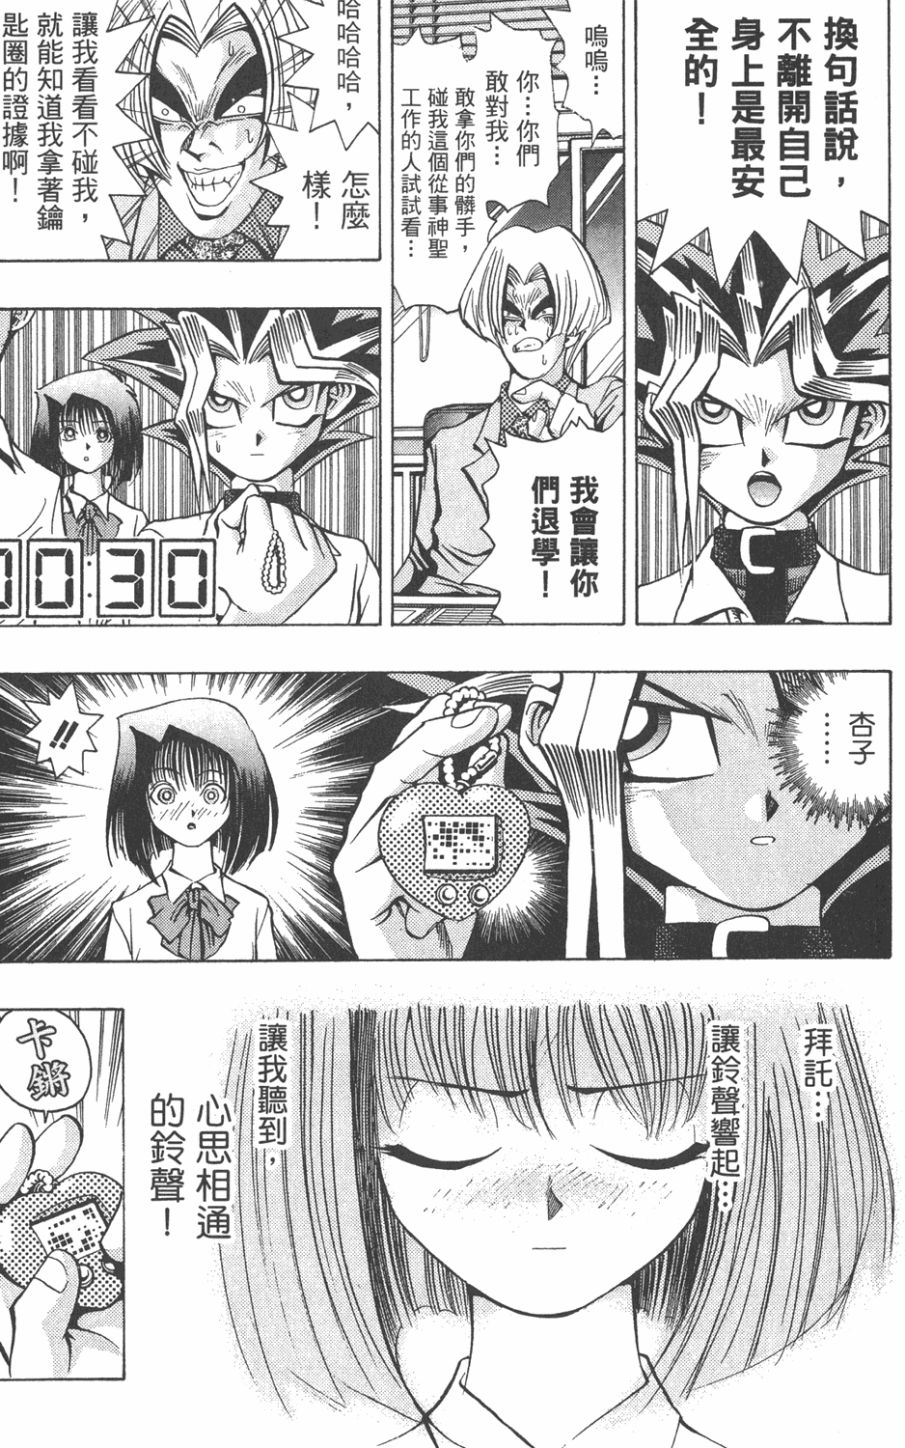 換句話說，
不離開自己
身上是最安
全的！
嗚嗚…
你…你們
敢對我…
敢拿你們的髒手，
碰我這個從事神聖
工作的人試試看…
我會讓你
們退學！
哈哈哈哈，
怎麼
樣！
讓我看看不碰我，
就能知道我拿著鑰
匙圈的證據啊！
00:30
杏子
……
!!
拜託…
讓鈴聲響起…
讓我聽到，
心思相通
的鈴聲！
卡鏘